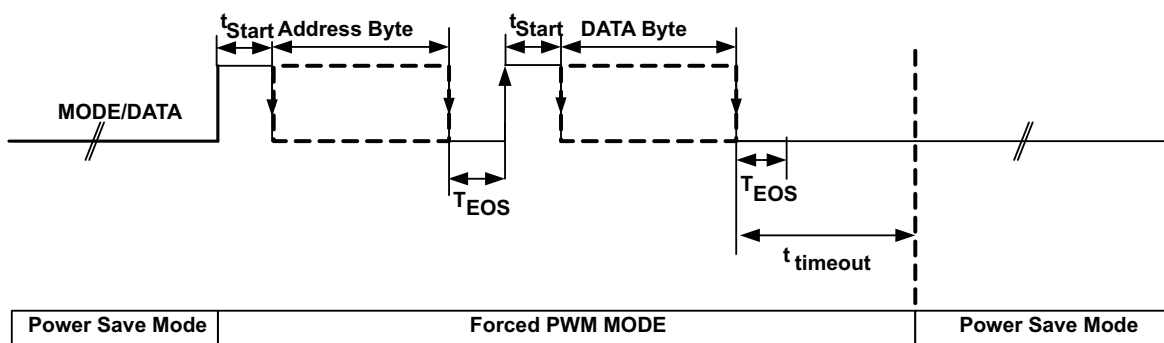 tStart Address Byte tStart DATA Byte
MODE/DATA
TEOS TEOS
t timeout
Power Save Mode Forced PWM MODE Power Save Mode